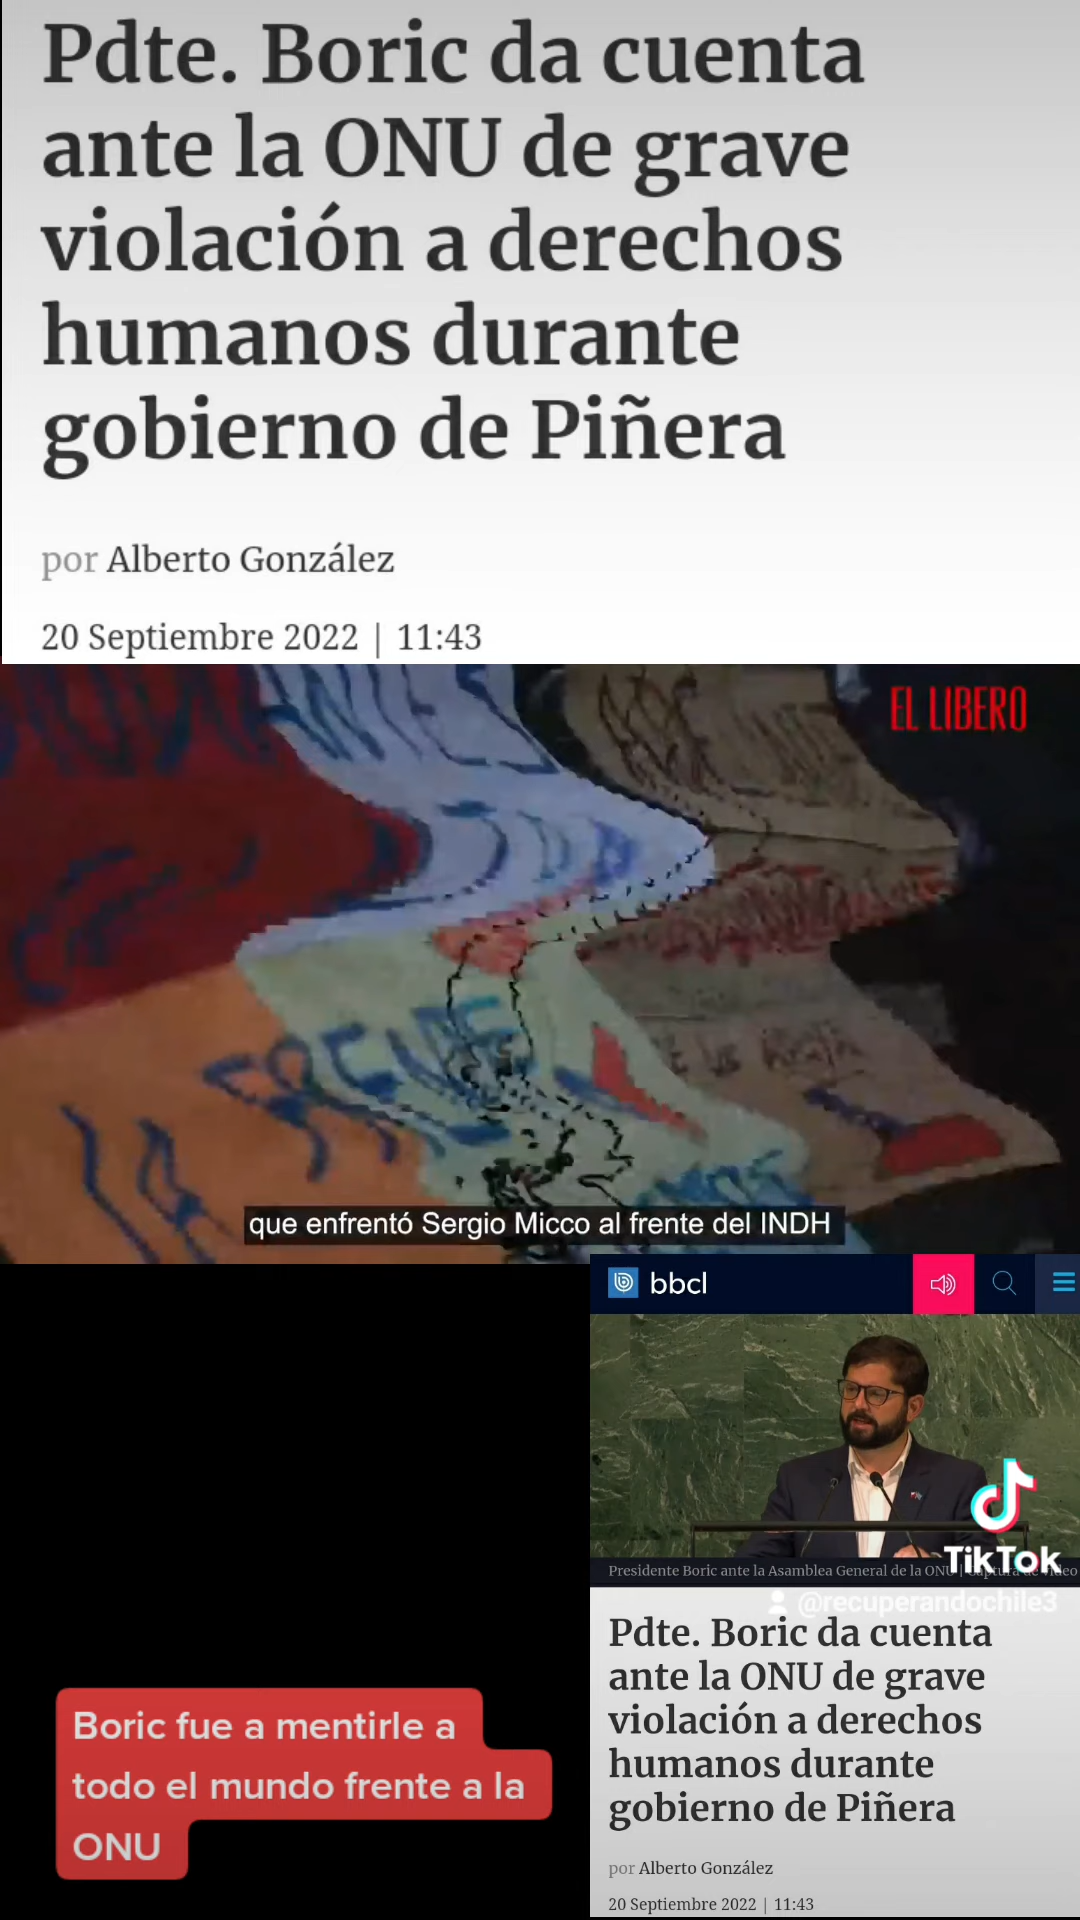 Pdte. Boric da cuenta
ante la ONU de grave
violación a derechos
humanos durante
gobierno de Piñera
por Alberto González
20 Septiembre 2022 | 11:43
EL LIBERO
LA
que enfrentó Sergio Micco al frente del INDH
bbcl
TikTok
Presidente Boric ante la Asamblea General de la ONU | Captura de Video
@recuperandochile3
Pdte. Boric da cuenta
ante la ONU de grave
violación a derechos
humanos durante
gobierno de Piñera
por Alberto González
20 Septiembre 2022 | 11:43
Boric fue a mentirle a
todo el mundo frente a la
ONU